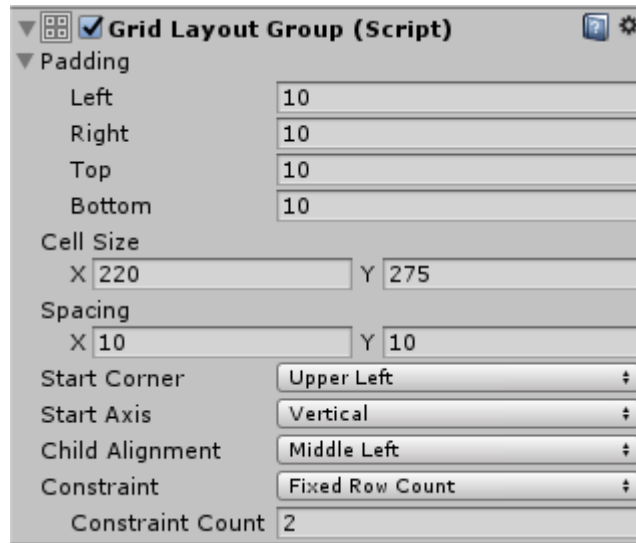 Grid Layout Group (Script)
Padding
Left 10
Right 10
Top 10
Bottom 10
Cell Size
X 220 Y 275
Spacing
X 10 Y 10
Start Corner Upper Left
Start Axis Vertical
Child Alignment Middle Left
Constraint Fixed Row Count
Constraint Count 2